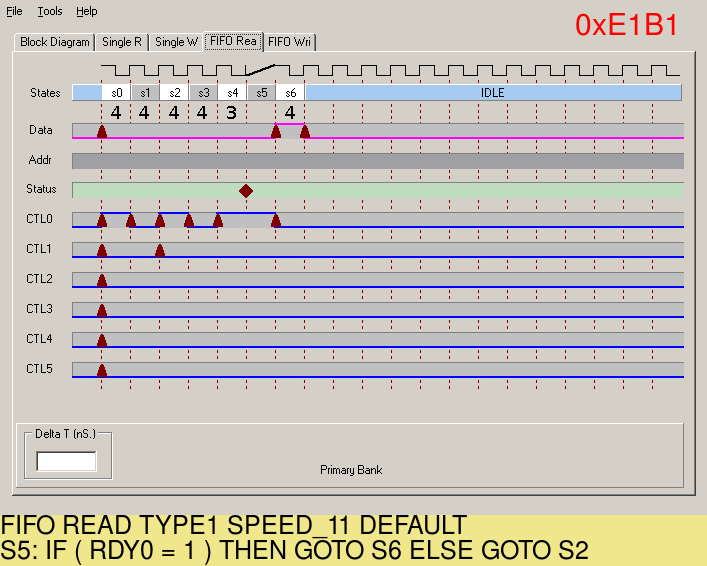 File Tools Help
0xE1B1
Block Diagram Single R Single W FIFO Rea FIFO Wri
States s0 s1 s2 s3 s4 s5 s6 IDLE
4 4 4 4 3 4
Data
Addr
Status
CTL0
CTL1
CTL2
CTL3
CTL4
CTL5
Delta T (nS.)
Primary Bank
FIFO READ TYPE1 SPEED_11 DEFAULT
S5: IF ( RDY0 = 1 ) THEN GOTO S6 ELSE GOTO S2